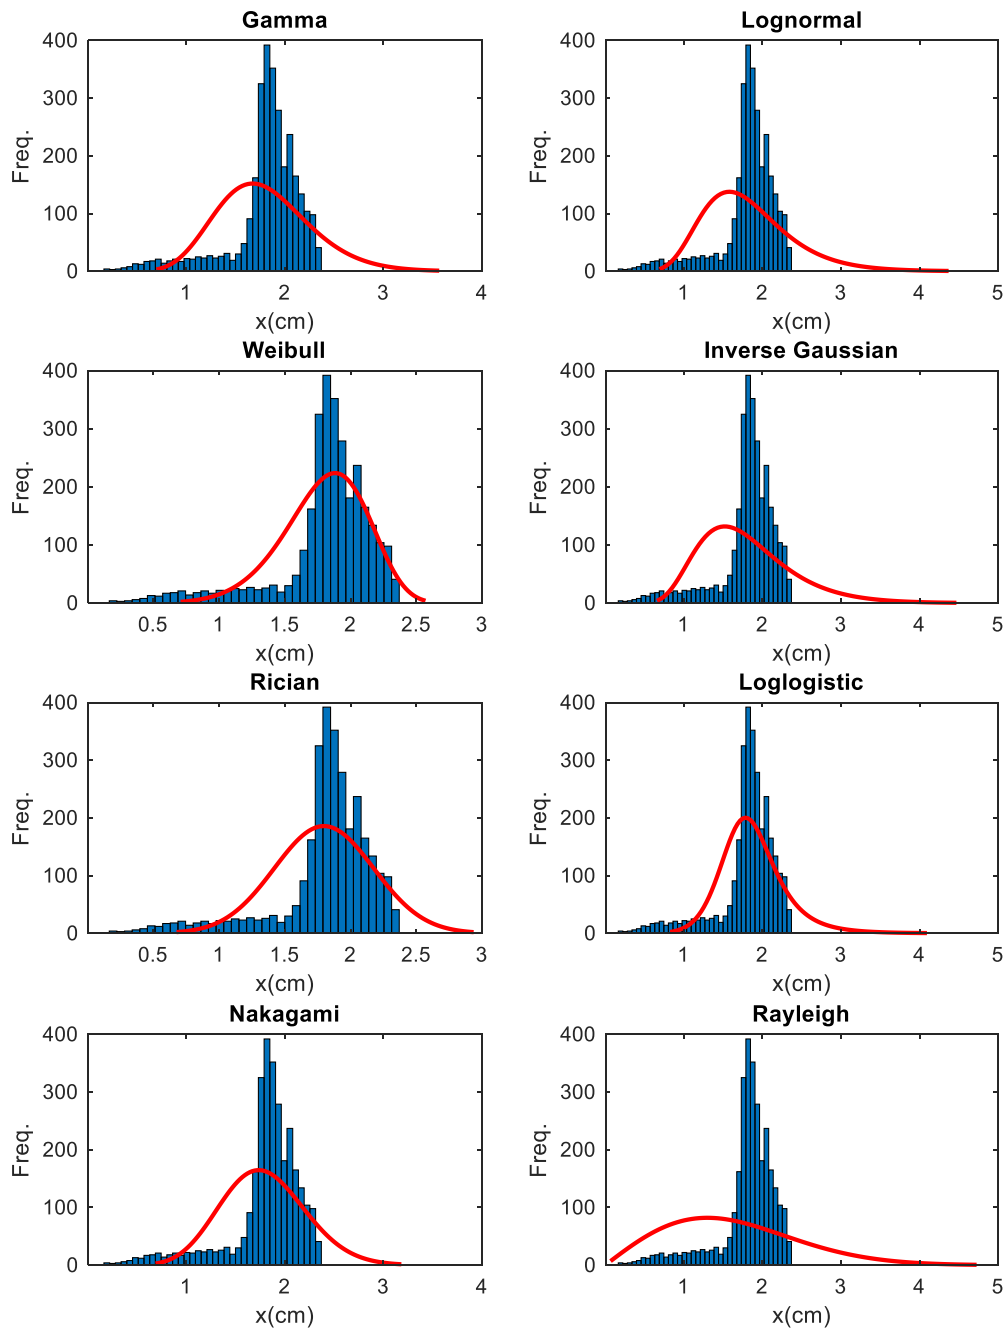 Gamma
400
300
200
100
0
Freq.
1 2 3 4
x(cm)
Lognormal
400
300
200
100
0
Freq.
1 2 3 4 5
x(cm)
Weibull
400
300
200
100
0
Freq.
0.5 1 1.5 2 2.5 3
x(cm)
Inverse Gaussian
400
300
200
100
0
Freq.
1 2 3 4 5
x(cm)
Rician
400
300
200
100
0
Freq.
0.5 1 1.5 2 2.5 3
x(cm)
Loglogistic
400
300
200
100
0
Freq.
1 2 3 4 5
x(cm)
Nakagami
400
300
200
100
0
Freq.
1 2 3 4
x(cm)
Rayleigh
400
300
200
100
0
Freq.
1 2 3 4 5
x(cm)